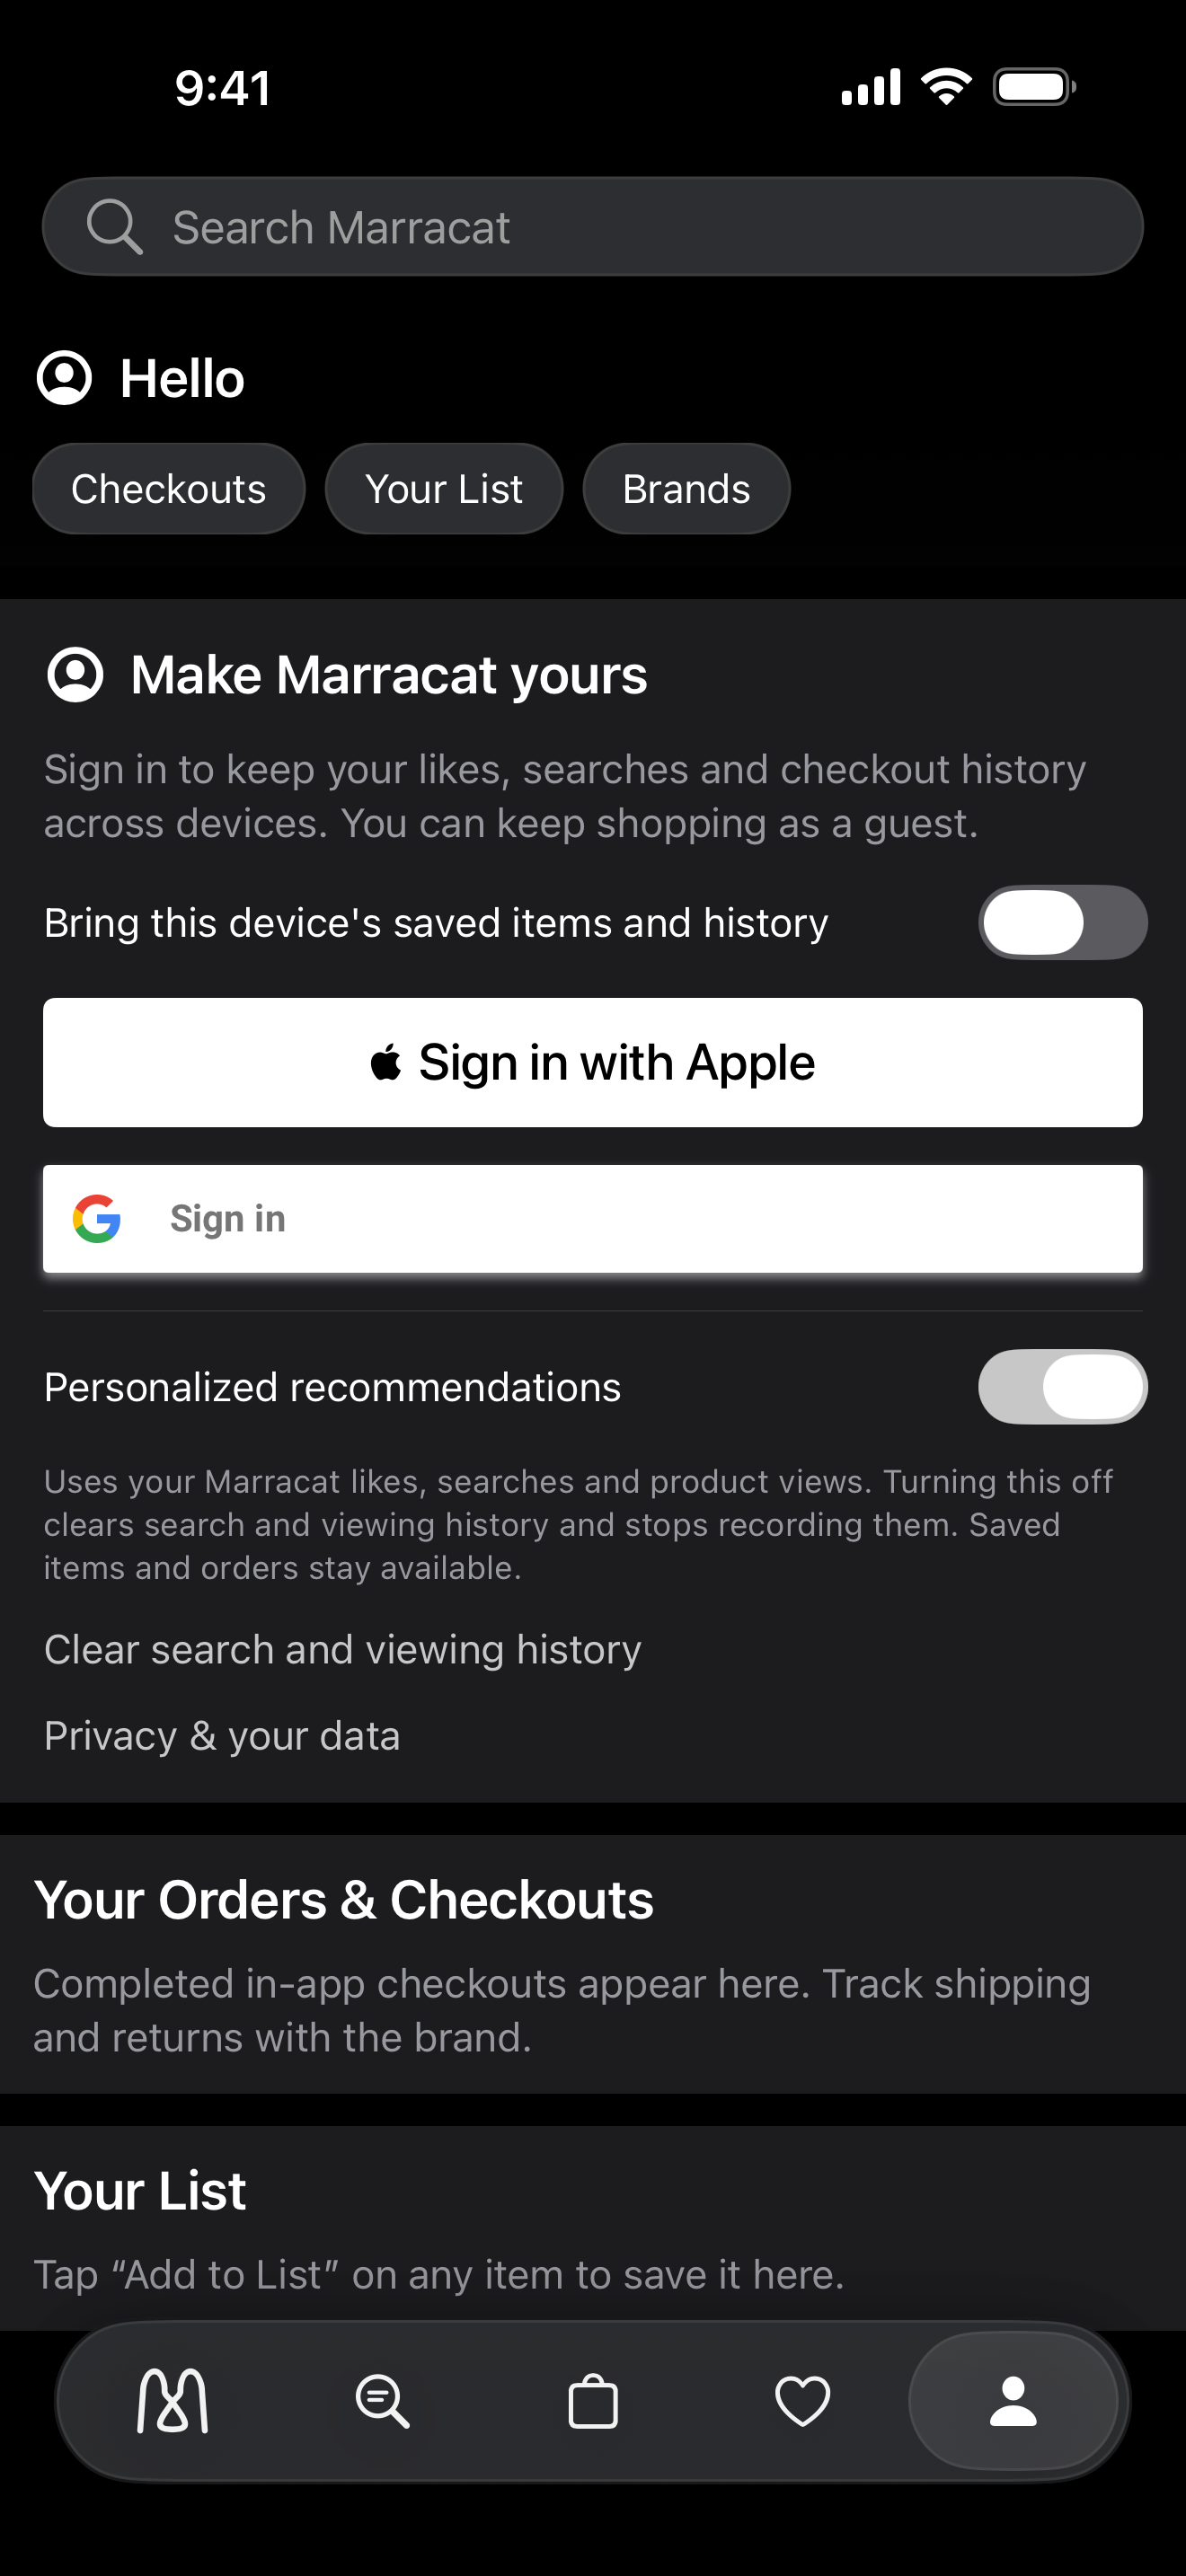 9:41
Search Marracat
Hello
Checkouts
Your List
Brands
Make Marracat yours
Sign in to keep your likes, searches and checkout history
across devices. You can keep shopping as a guest.
Bring this device's saved items and history
Sign in with Apple
Sign in
Personalized recommendations
Uses your Marracat likes, searches and product views. Turning this off
clears search and viewing history and stops recording them. Saved
items and orders stay available.
Clear search and viewing history
Privacy & your data
Your Orders & Checkouts
Completed in-app checkouts appear here. Track shipping
and returns with the brand.
Your List
Tap “Add to List” on any item to save it here.